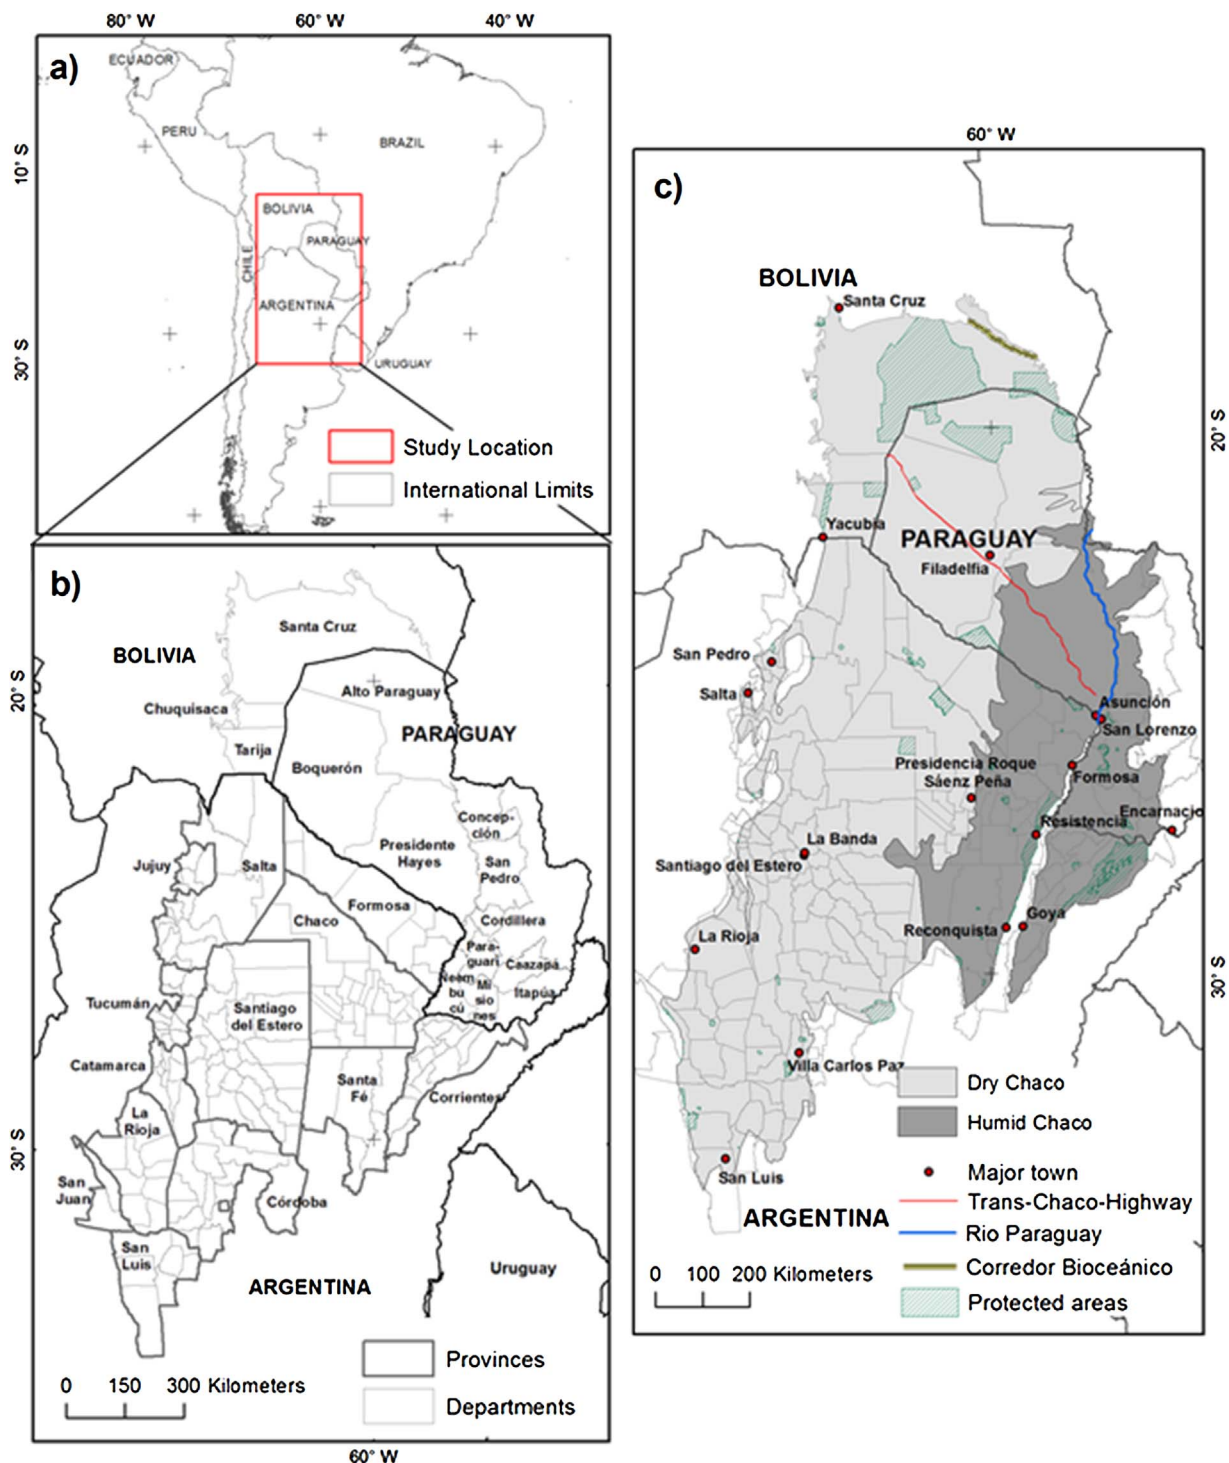 80° W 60° W 40° W
a)
ECUADOR
PERU
BRAZIL
BOLIVIA
PARAGUAY
CHILE
ARGENTINA
URUGUAY
10° S
30° S
Study Location
International Limits
b)
Santa Cruz
BOLIVIA
Alto Paraguay
Chuquisaca
PARAGUAY
Tarija
Boquerón
Concep-
ción
Presidente
Hayes
San
Pedro
Jujuy
Salta
Formosa
Chaco
Cordillera
Para-
guarí
Caazapá
Neem
bu
cú
Mi
sio
nes
Itapúa
Tucumán
Santiago
del Estero
Catamarca
Santa
Fé
Corrientes
La
Rioja
San
Juan
Córdoba
San
Luis
ARGENTINA
Uruguay
20° S
30° S
Provinces
Departments
0 150 300 Kilometers
60° W
60° W
c)
BOLIVIA
Santa Cruz
20° S
Yacubia
PARAGUAY
Filadelfia
San Pedro
Salta
Asunción
San Lorenzo
Presidencia Roque
Sáenz Peña
Formosa
Encarnacio
Resistencia
La Banda
Santiago del Estero
Goya
Reconquista
La Rioja
30° S
Villa Carlos Paz
San Luis
ARGENTINA
Dry Chaco
Humid Chaco
Major town
Trans-Chaco-Highway
Rio Paraguay
Corredor Bioceánico
Protected areas
0 100 200 Kilometers